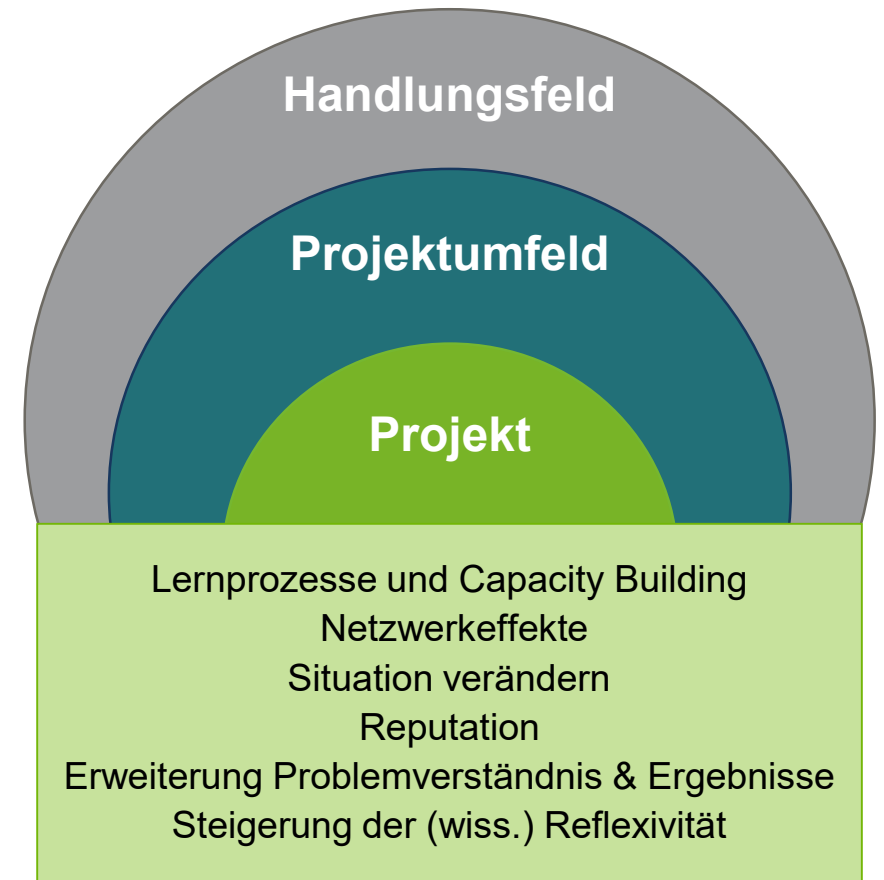 Handlungsfeld
Projektumfeld
Projekt
Lernprozesse und Capacity Building
Netzwerkeffekte
Situation verändern
Reputation
Erweiterung Problemverständnis & Ergebnisse
Steigerung der (wiss.) Reflexivität